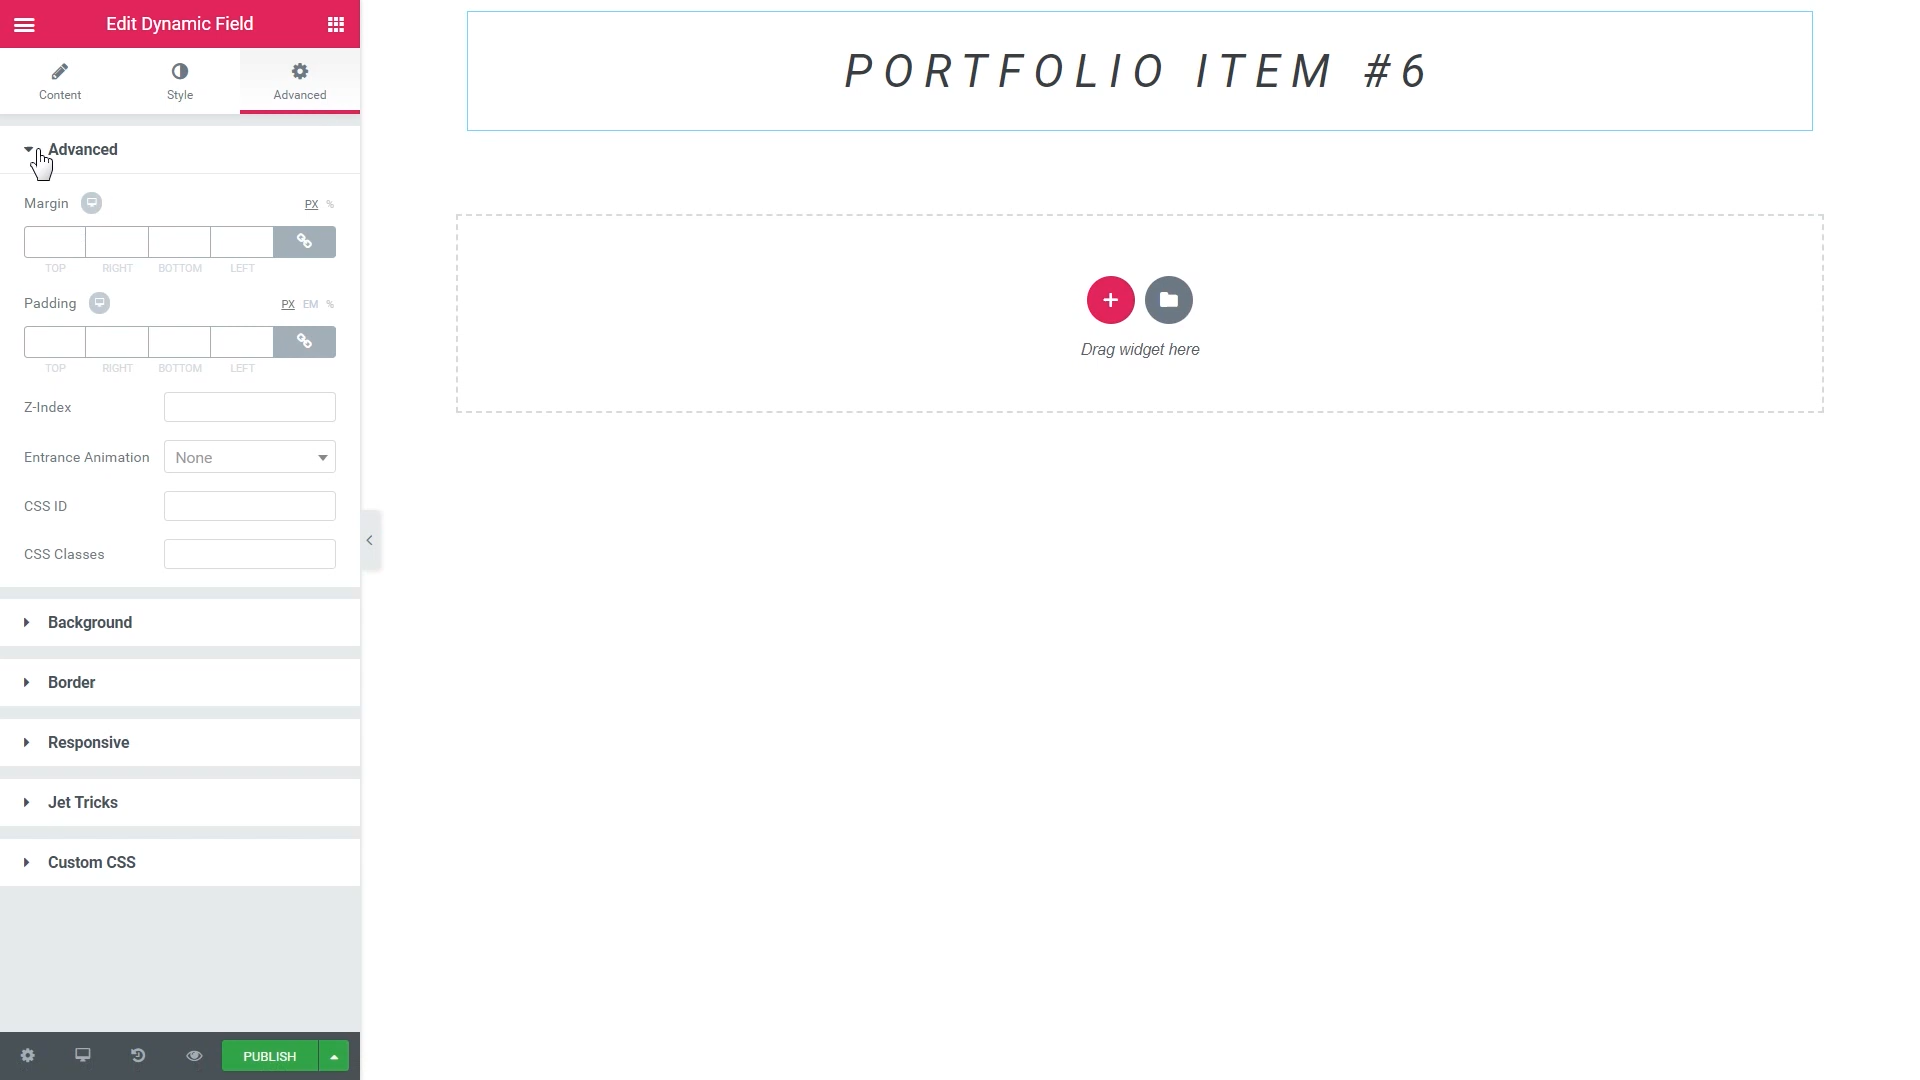 Edit Dynamic Field
Content
Style
Advanced
Advanced
Margin PX %
TOP RIGHT BOTTOM LEFT
Padding PX EM %
TOP RIGHT BOTTOM LEFT
Z-Index
Entrance Animation None
CSS ID
CSS Classes
Background
Border
Responsive
Jet Tricks
Custom CSS
PUBLISH
PORTFOLIO ITEM #6
Drag widget here